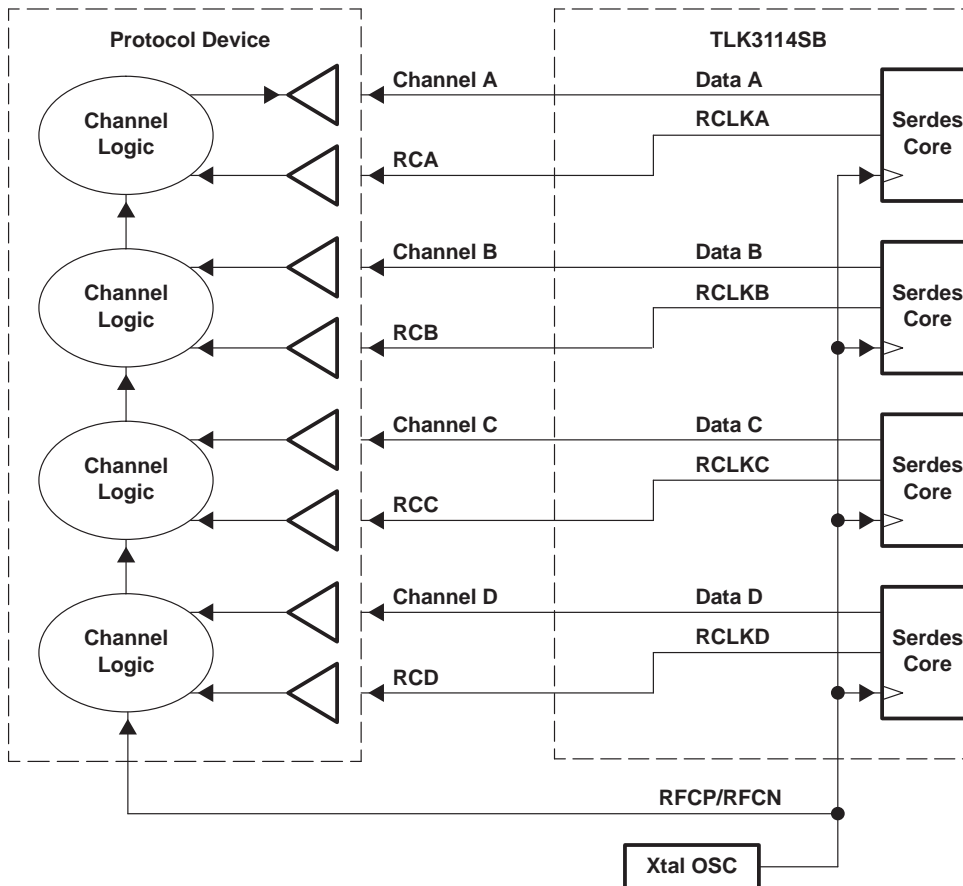 Protocol Device
TLK3114SB
Channel A
Data A
Channel
Logic
RCLKA
Serdes
Core
RCA
Channel B
Data B
Channel
Logic
RCLKB
Serdes
Core
RCB
Channel C
Data C
Channel
Logic
RCLKC
Serdes
Core
RCC
Channel D
Data D
Channel
Logic
RCLKD
Serdes
Core
RCD
RFCP/RFCN
Xtal OSC